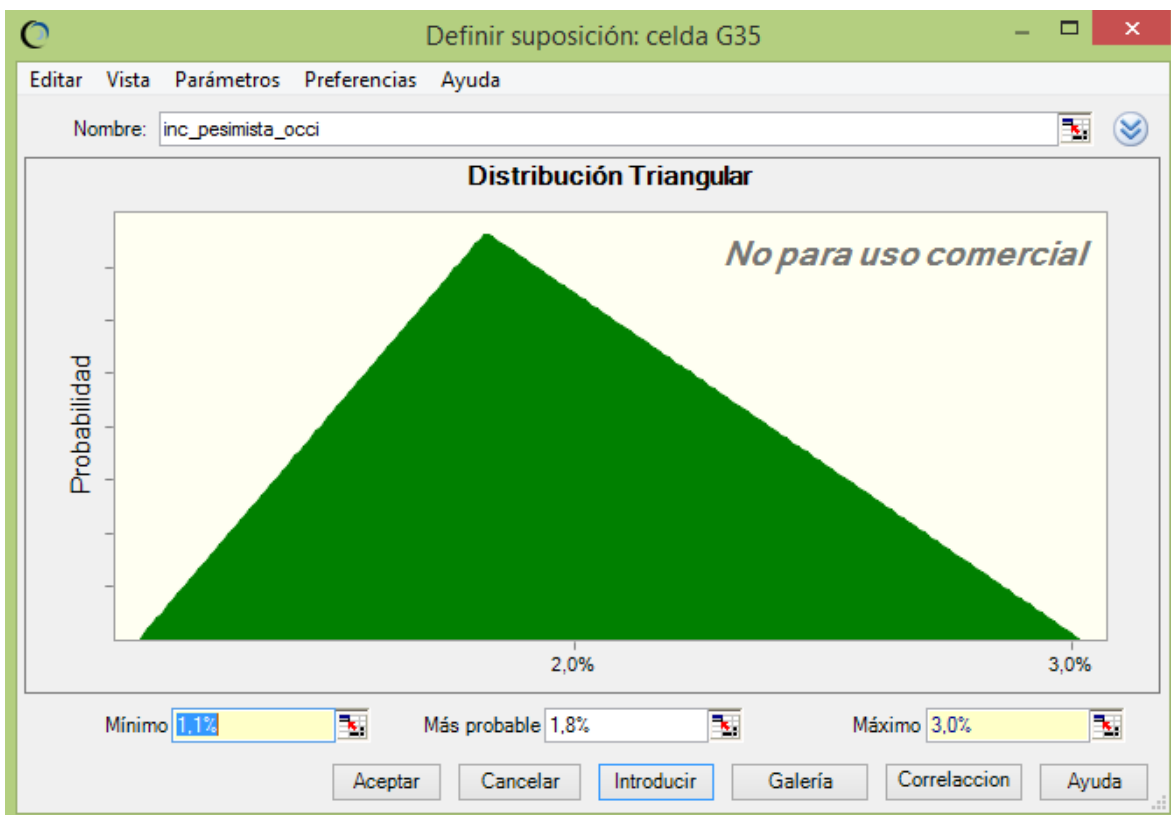 Definir suposición: celda G35
Editar Vista Parámetros Preferencias Ayuda
Nombre: inc_pesimista_occi
Distribución Triangular
No para uso comercial
Probabilidad
2,0% 3,0%
Mínimo 1,1% Más probable 1,8% Máximo 3,0%
Aceptar Cancelar Introducir Galería Correlaccion Ayuda